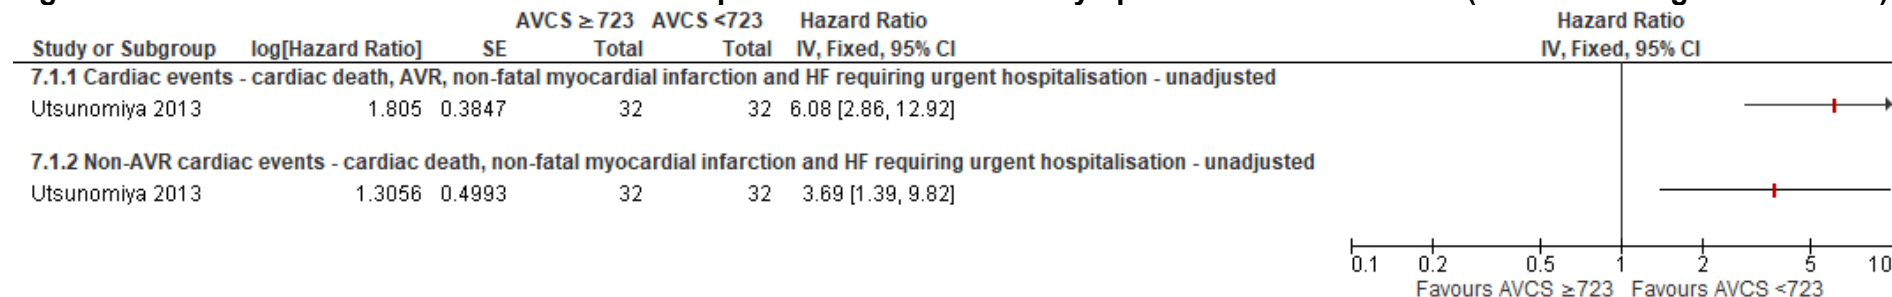 AVCS ≥723 AVCS <723 Hazard Ratio Hazard Ratio
Study or Subgroup log[Hazard Ratio] SE Total Total IV, Fixed, 95% CI IV, Fixed, 95% CI
7.1.1 Cardiac events - cardiac death, AVR, non-fatal myocardial infarction and HF requiring urgent hospitalisation - unadjusted
Utsunomiya 2013 1.805 0.3847 32 32 6.08 [2.86, 12.92]
7.1.2 Non-AVR cardiac events - cardiac death, non-fatal myocardial infarction and HF requiring urgent hospitalisation - unadjusted
Utsunomiya 2013 1.3056 0.4993 32 32 3.69 [1.39, 9.82]
0.1 0.2 0.5 1 2 5 10
Favours AVCS ≥723 Favours AVCS <723